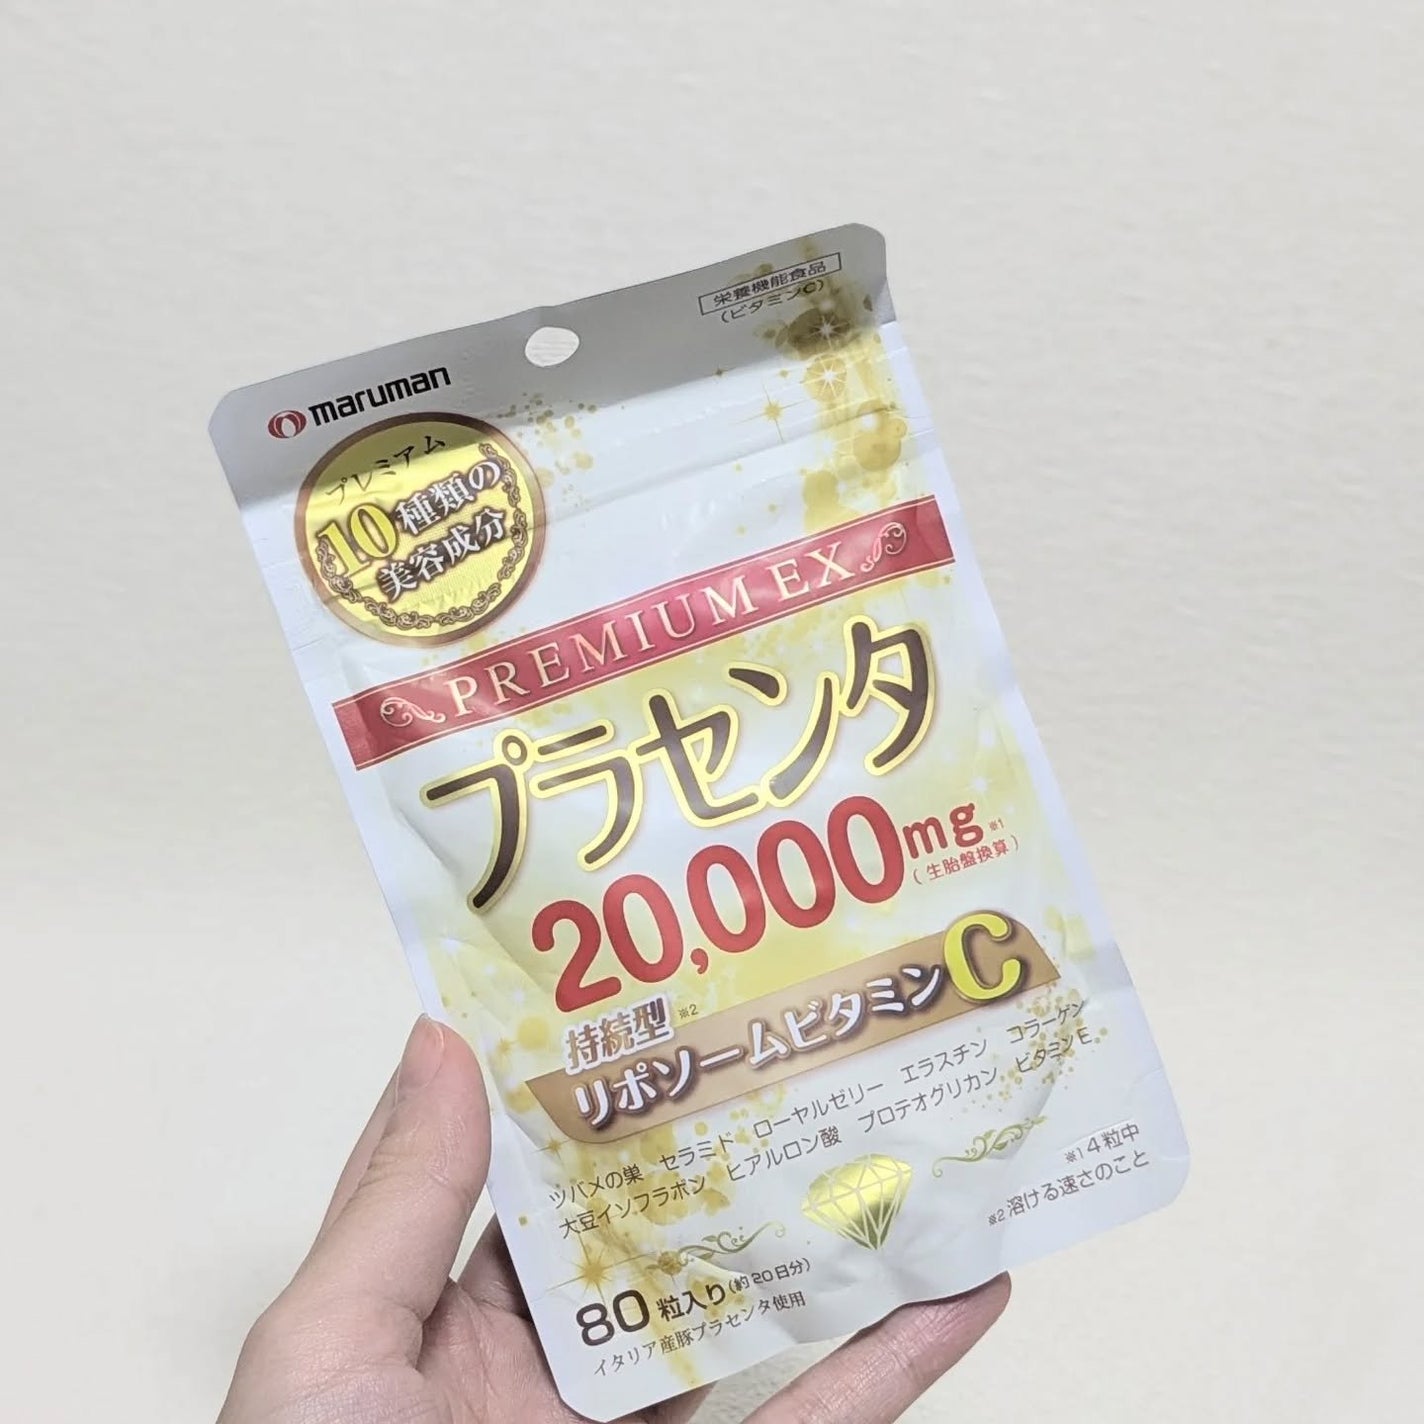 栄養機能食品
(ビタミンC)
maruman
プレミアム
10種類の
美容成分
PREMIUM EX
プラセンタ
20,000mg※1
(生胎盤換算)
持続型※2
リポソームビタミンC
ツバメの巣 セラミド ローヤルゼリー エラスチン コラーゲン
大豆イソフラボン ヒアルロン酸 プロテオグリカン ビタミンE
※1 4粒中
※2 溶ける速さのこと
80粒入り(約20日分)
イタリア産豚プラセンタ使用